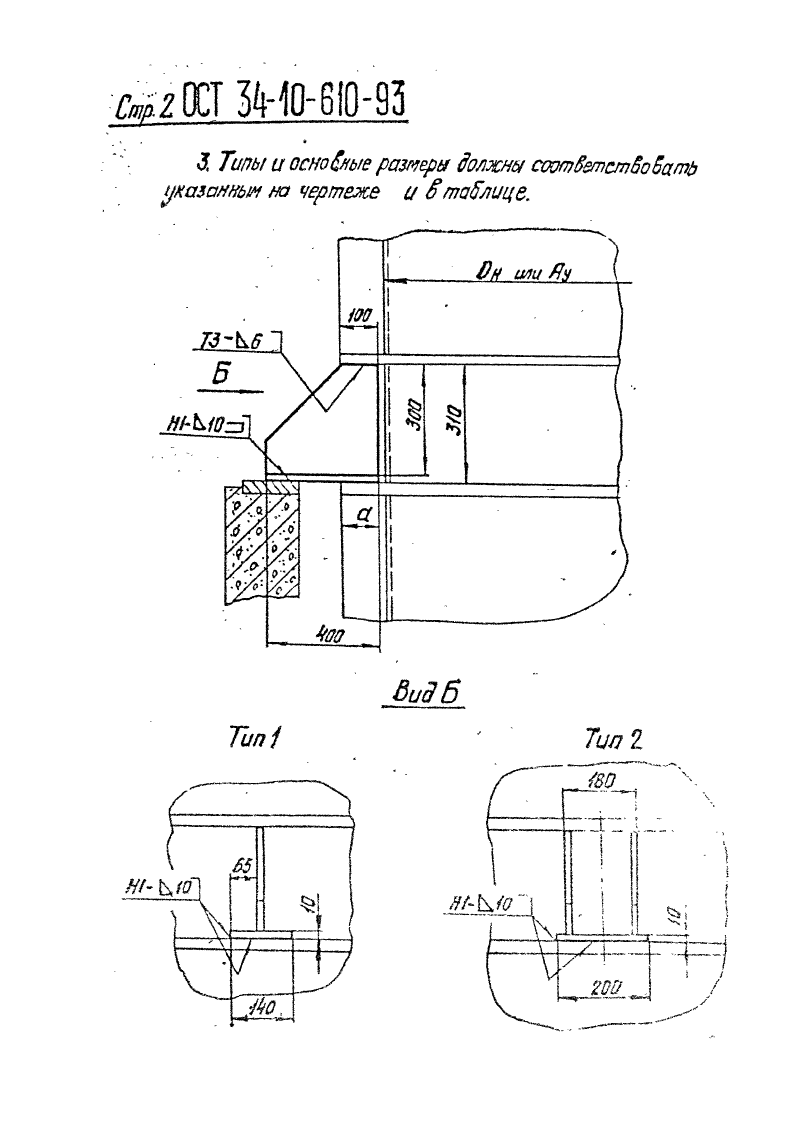 Стр. 2 ОСТ 34-10-610-93
3. Типы и основные размеры должны соответствовать
указанным на чертеже и в таблице.
Dн или Ау
100
Т3-⊿6
Б
Н1-⊿10
300
310
а
400
Вид Б
Тип 1
Тип 2
180
65
Н1-⊿10
10
140
Н1-⊿10
10
200